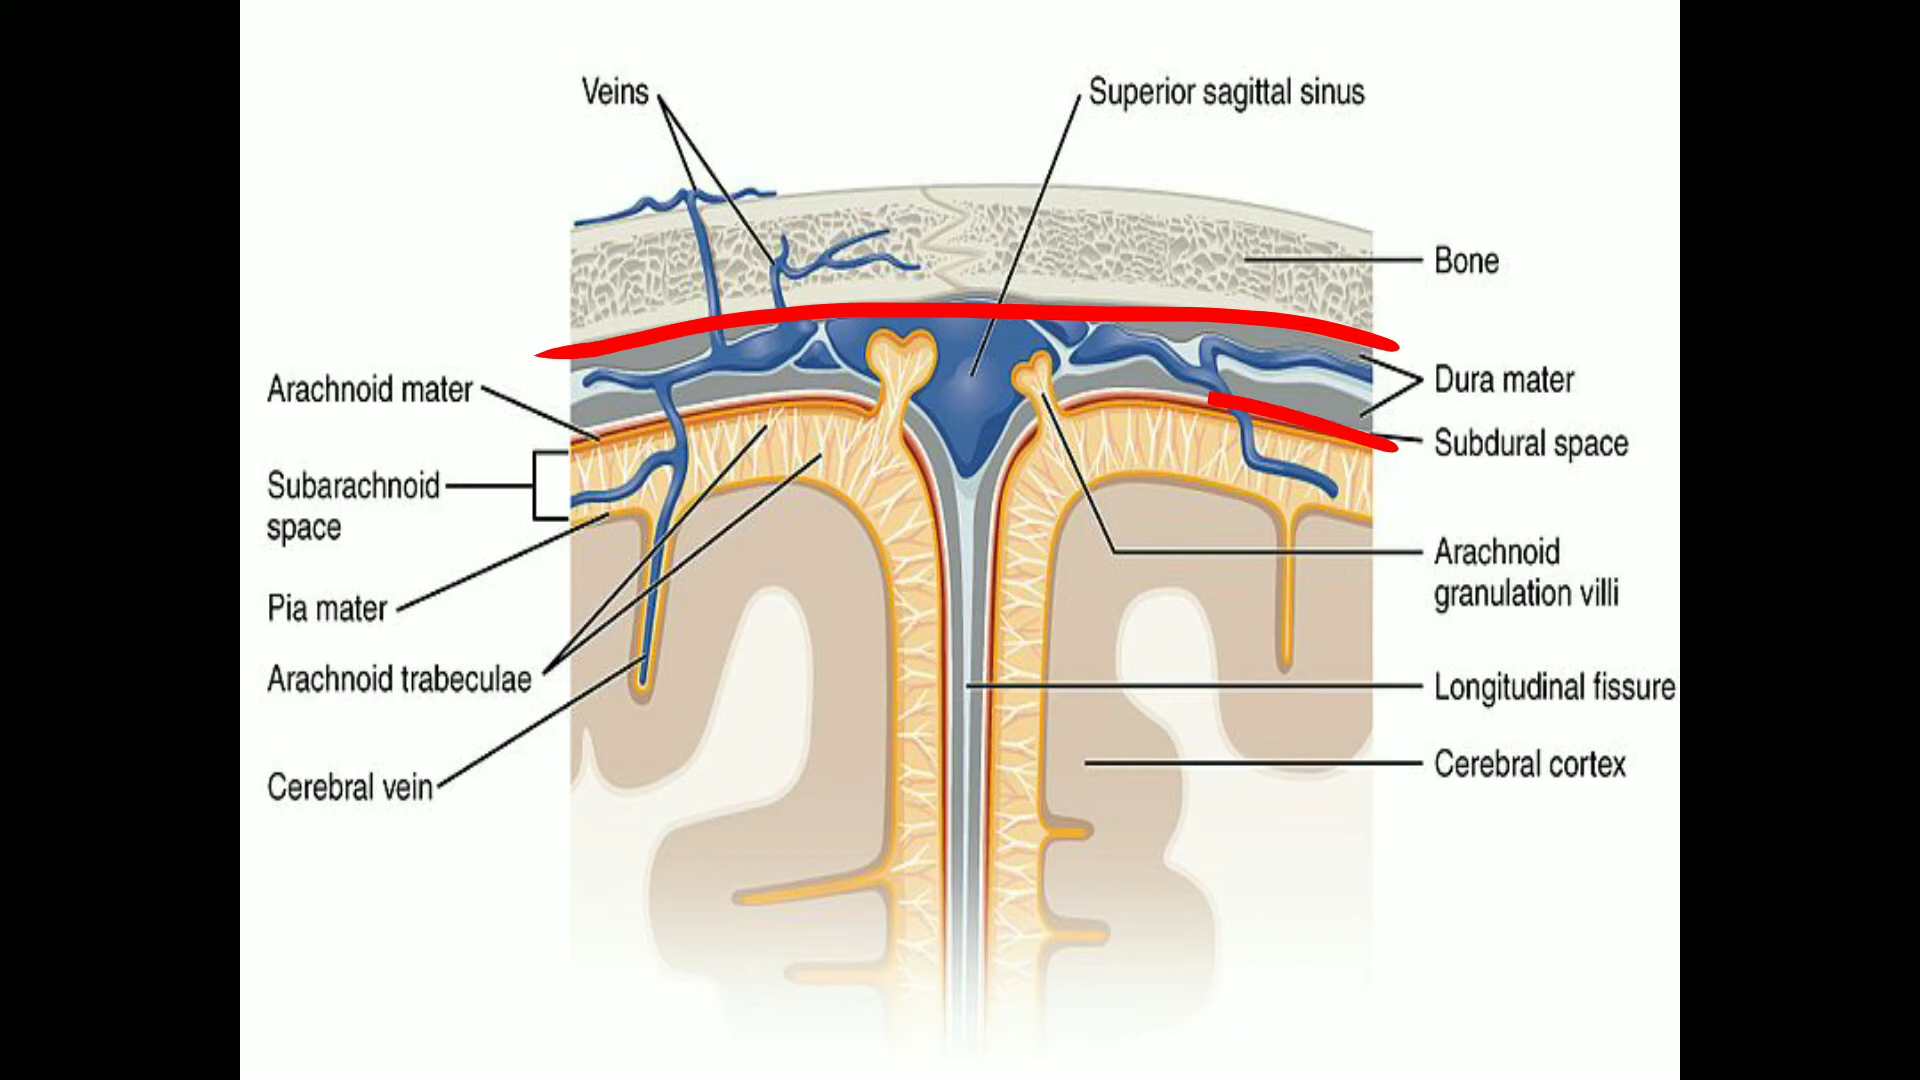 Veins
Superior sagittal sinus
Bone
Arachnoid mater
Dura mater
Subdural space
Subarachnoid
space
Arachnoid
granulation villi
Pia mater
Arachnoid trabeculae
Longitudinal fissure
Cerebral vein
Cerebral cortex